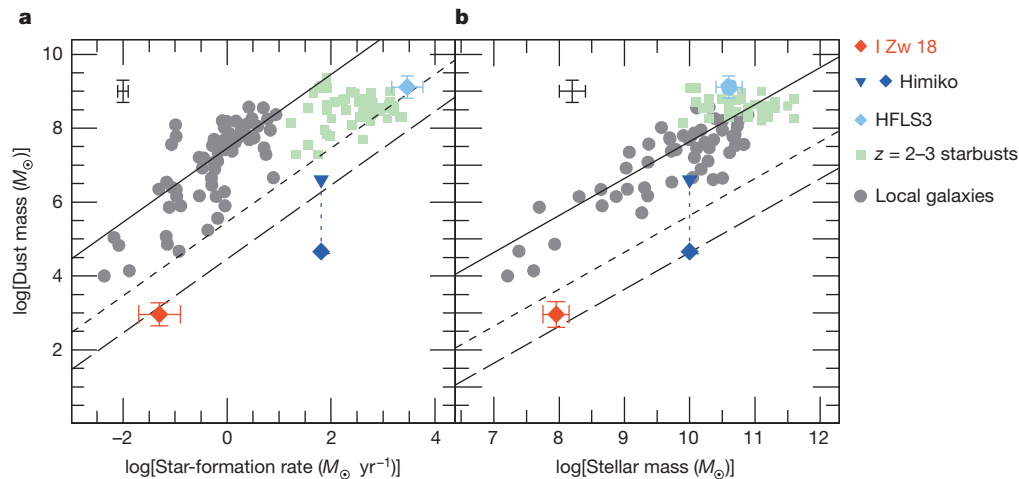 a
b
10
8
6
4
2
log[Dust mass (M☉)]
−2
0
2
4
log[Star-formation rate (M☉ yr⁻¹)]
7
8
9
10
11
12
log[Stellar mass (M☉)]
I Zw 18
Himiko
HFLS3
z = 2–3 starbusts
Local galaxies